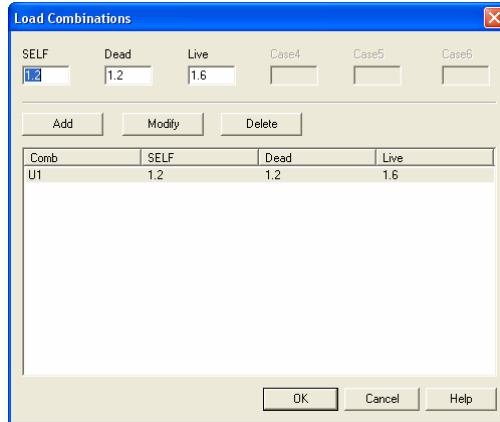 Load Combinations
SELF Dead Live Case4 Case5 Case6
1.2 1.2 1.6
Add Modify Delete
Comb SELF Dead Live
U1 1.2 1.2 1.6
OK Cancel Help